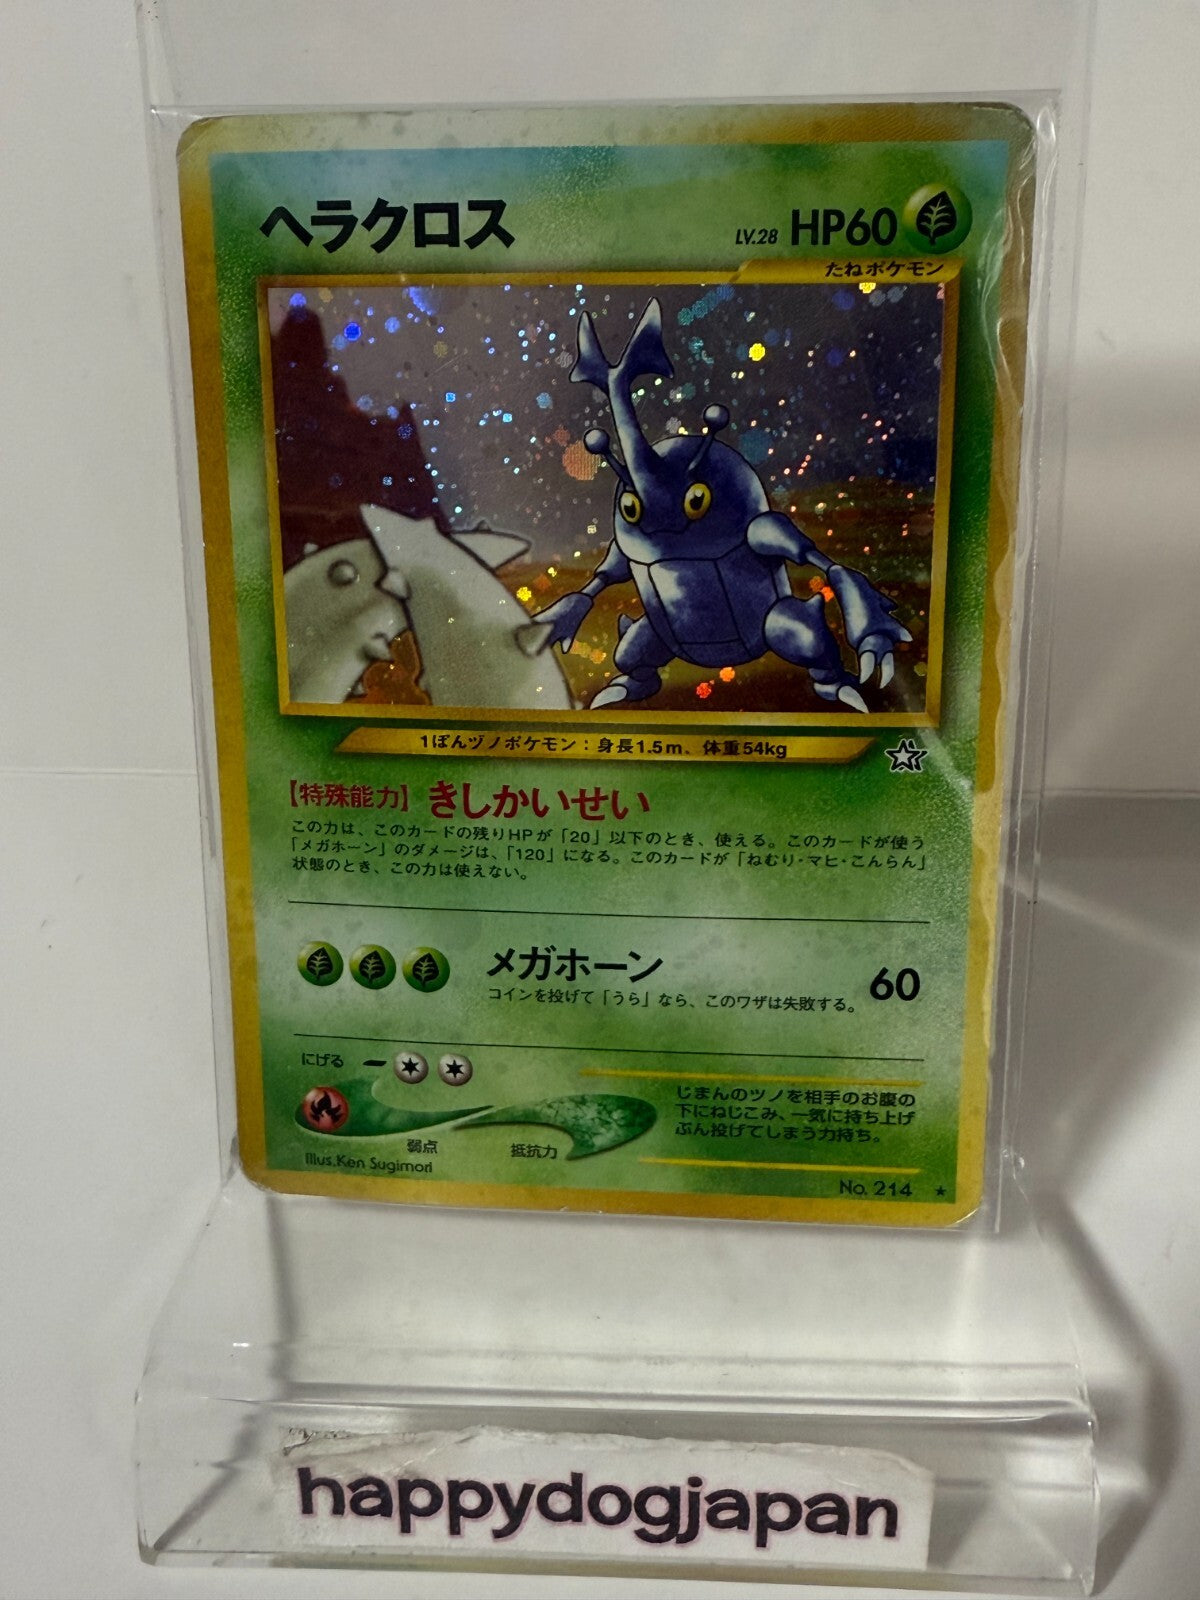 ヘラクロス
LV.28 HP60
たねポケモン
1ぽんヅノポケモン：身長1.5m、体重54kg
【特殊能力】きしかいせい
この力は、このカードの残りHPが「20」以下のとき、使える。このカードが使う
「メガホーン」のダメージは、「120」になる。このカードが「ねむり・マヒ・こんらん」
状態のとき、この力は使えない。
メガホーン 60
コインを投げて「うら」なら、このワザは失敗する。
にげる
じまんのツノを相手のお腹の
下にねじこみ、一気に持ち上げ
ぶん投げてしまう力持ち。
弱点 抵抗力
Illus.Ken Sugimori
No. 214 ★
happydogjapan